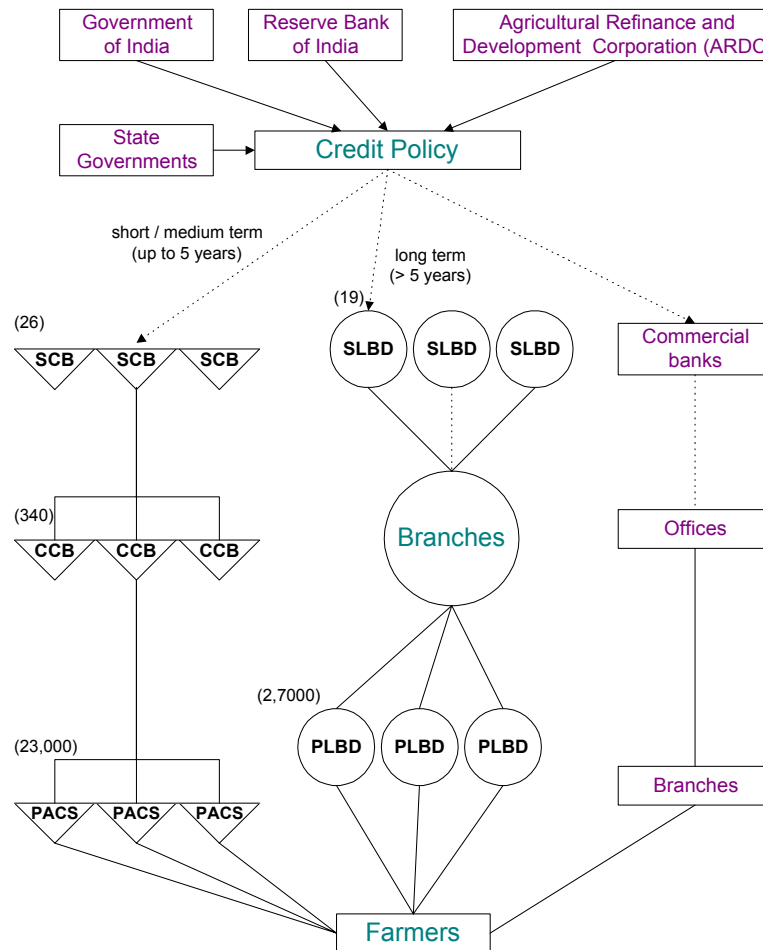 Government
of India
Reserve Bank
of India
Agricultural Refinance and
Development Corporation (ARDC
State
Governments
Credit Policy
short / medium term
(up to 5 years)
long term
(> 5 years)
(26)
SCB SCB SCB
(19)
SLBD SLBD SLBD
Commercial
banks
(340)
CCB CCB CCB
Branches
Offices
(2,7000)
PLBD PLBD PLBD
(23,000)
PACS PACS PACS
Branches
Farmers